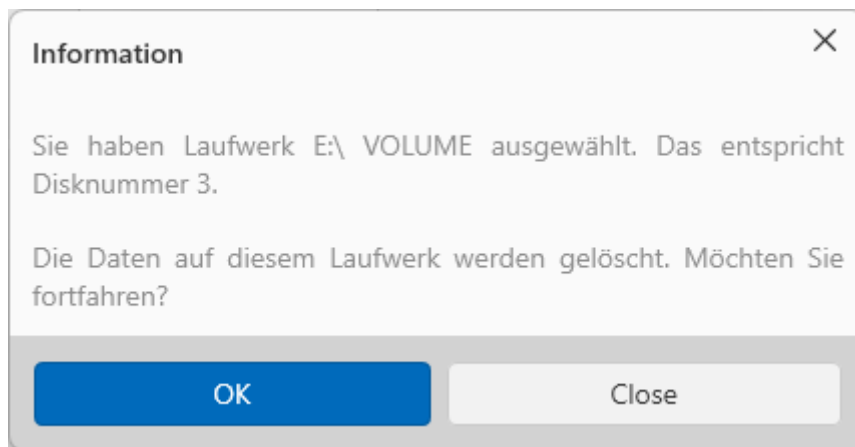 Information
Sie haben Laufwerk E:\ VOLUME ausgewählt. Das entspricht
Disknummer 3.
Die Daten auf diesem Laufwerk werden gelöscht. Möchten Sie
fortfahren?
OK
Close